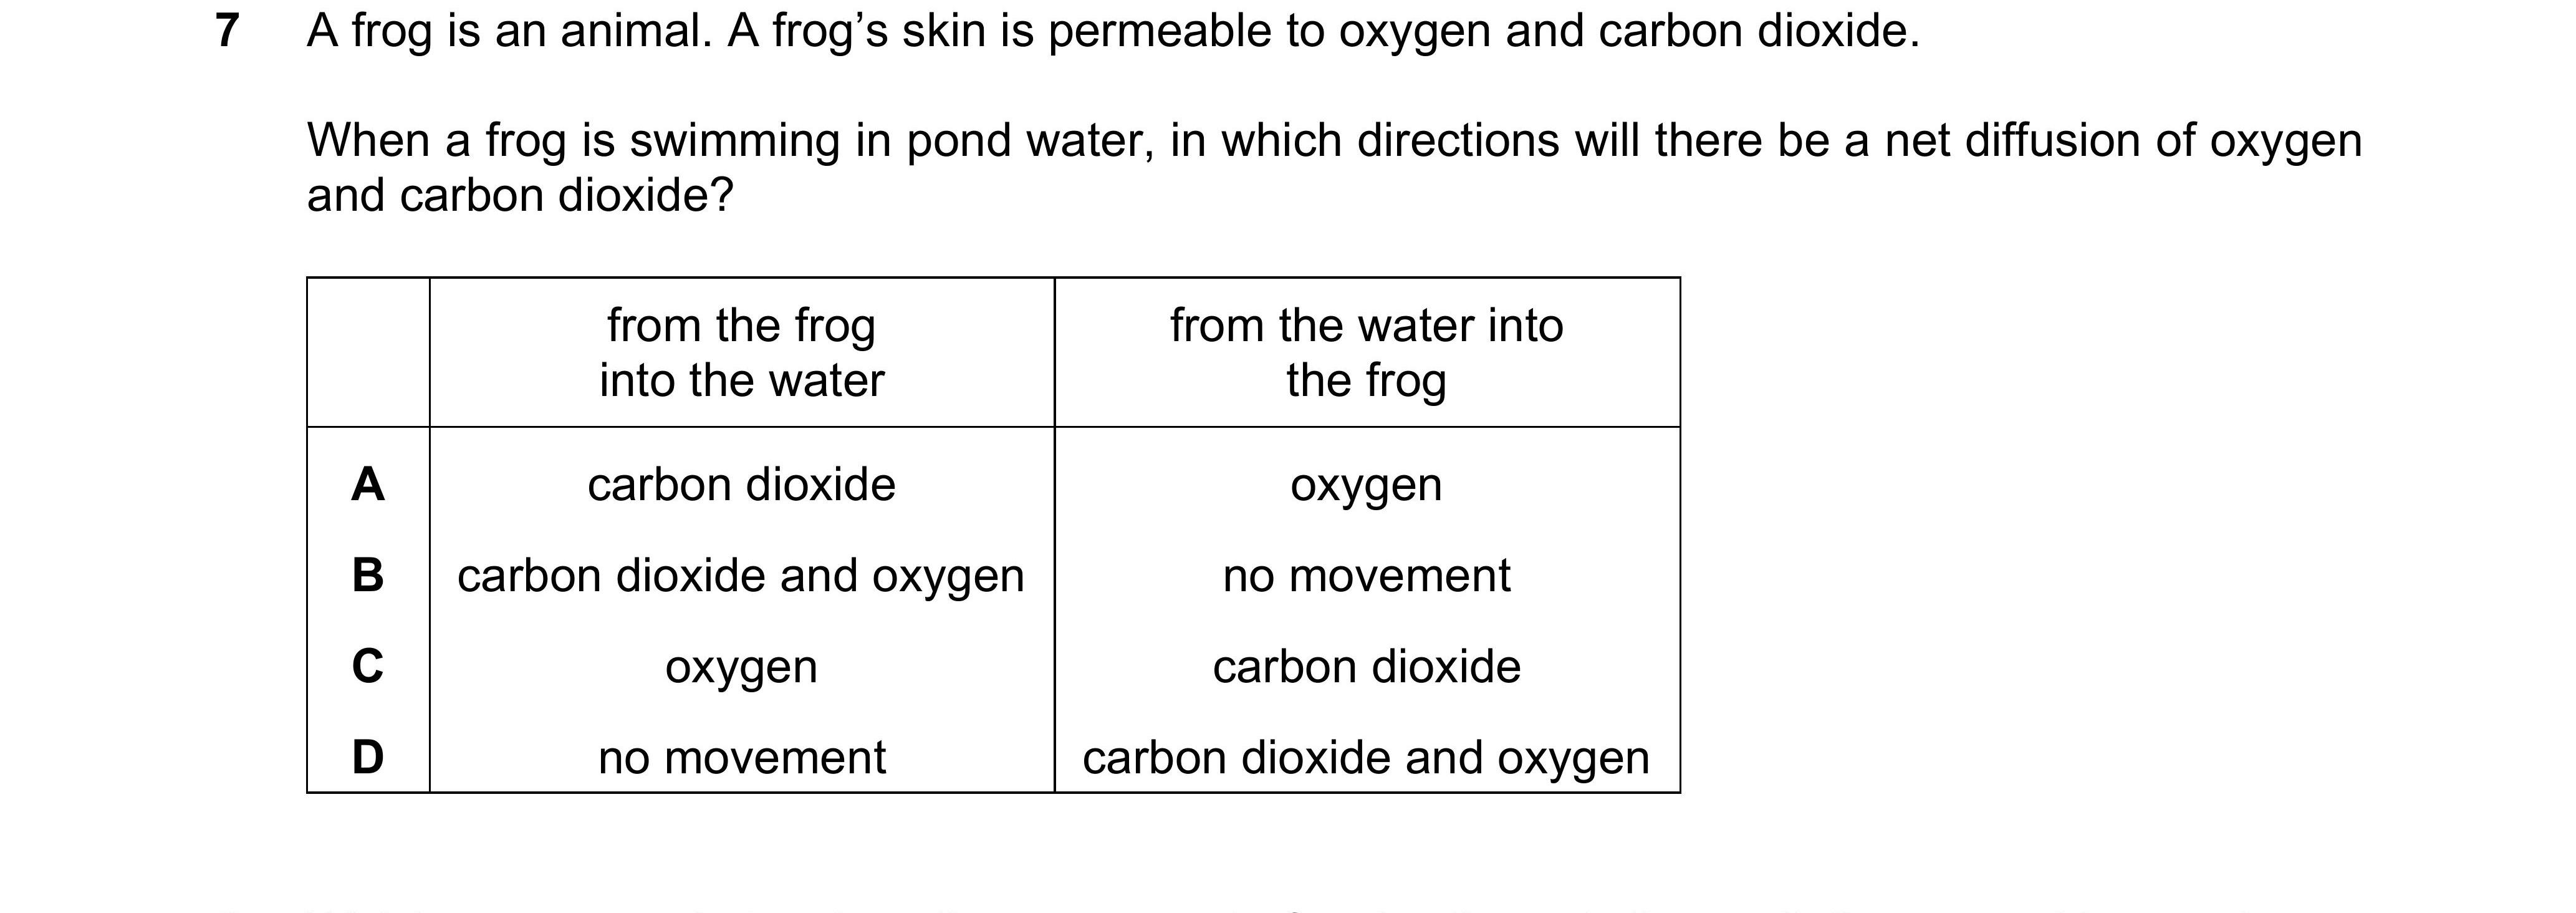 7 A frog is an animal. A frog’s skin is permeable to oxygen and carbon dioxide.
When a frog is swimming in pond water, in which directions will there be a net diffusion of oxygen
and carbon dioxide?
from the frog
into the water
from the water into
the frog
A carbon dioxide oxygen
B carbon dioxide and oxygen no movement
C oxygen carbon dioxide
D no movement carbon dioxide and oxygen